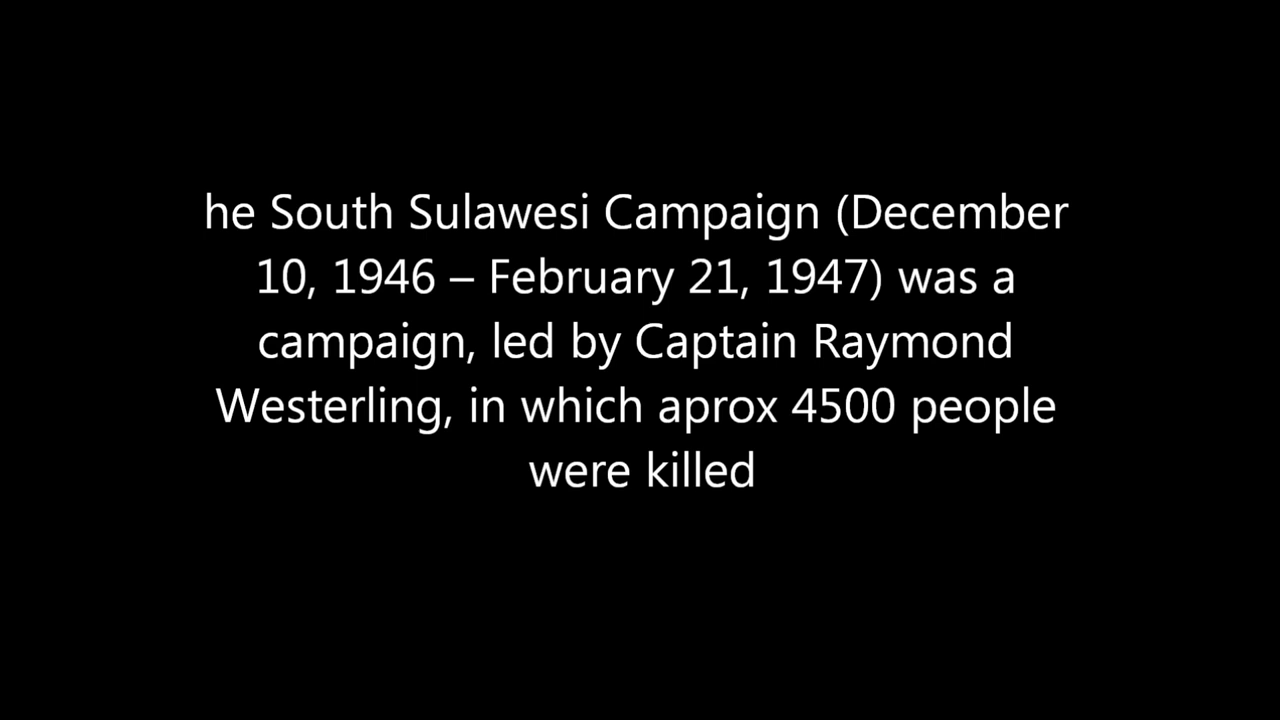 he South Sulawesi Campaign (December
10, 1946 – February 21, 1947) was a
campaign, led by Captain Raymond
Westerling, in which aprox 4500 people
were killed